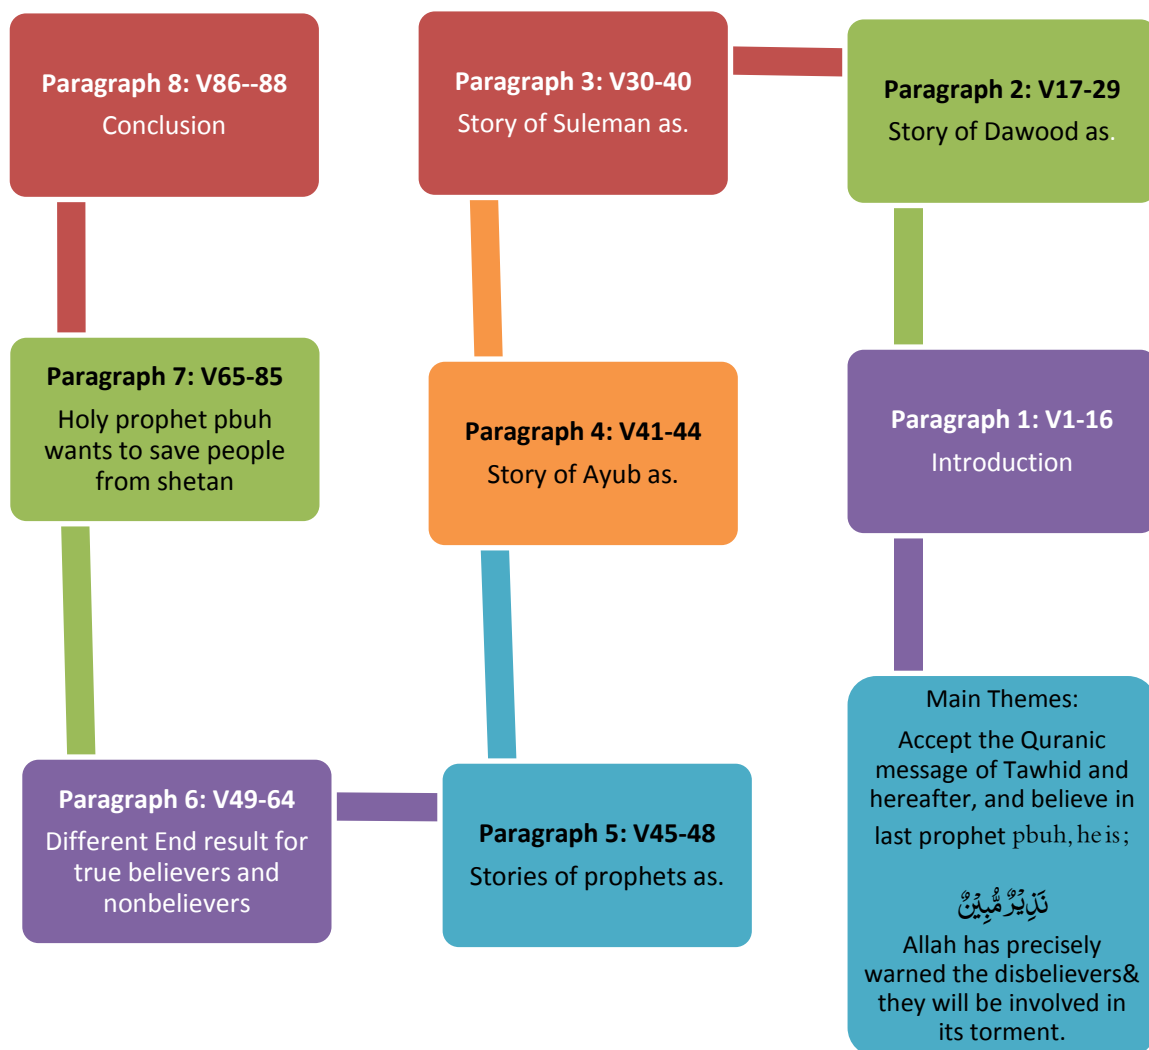 Paragraph 8: V86--88
Conclusion
Paragraph 3: V30-40
Story of Suleman as.
Paragraph 2: V17-29
Story of Dawood as.
Paragraph 7: V65-85
Holy prophet pbuh
wants to save people
from shetan
Paragraph 4: V41-44
Story of Ayub as.
Paragraph 1: V1-16
Introduction
Paragraph 6: V49-64
Different End result for
true believers and
nonbelievers
Paragraph 5: V45-48
Stories of prophets as.
Main Themes:
Accept the Quranic
message of Tawhid and
hereafter, and believe in
last prophet pbuh, he is;
نَذِيْرٌ مُّبِيْنٌ
Allah has precisely
warned the disbelievers&
they will be involved in
its torment.